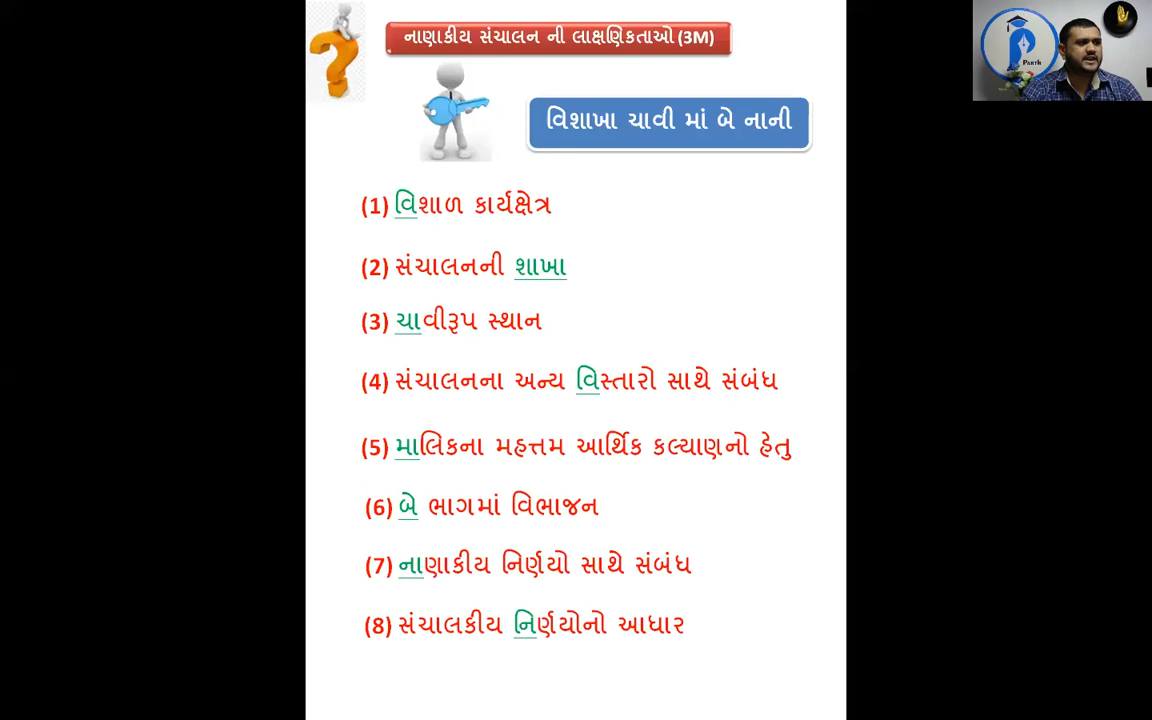 નાણાકીય સંચાલન ની લાક્ષણિકતાઓ (3M)
Parth
વિશાખા ચાવી માં બે નાની
(1) વિશાળ કાર્યક્ષેત્ર
(2) સંચાલનની શાખા
(3) ચાવીરૂપ સ્થાન
(4) સંચાલનના અન્ય વિસ્તારો સાથે સંબંધ
(5) માલિકના મહત્તમ આર્થિક કલ્યાણનો હેતુ
(6) બે ભાગમાં વિભાજન
(7) નાણાકીય નિર્ણયો સાથે સંબંધ
(8) સંચાલકીય નિર્ણયોનો આધાર